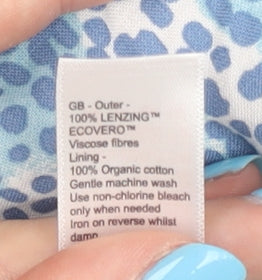 GB - Outer -
100% LENZING™
ECOVERO™
Viscose fibres
Lining -
100% Organic cotton
Gentle machine wash
Use non-chlorine bleach
only when needed
Iron on reverse whilst
damp